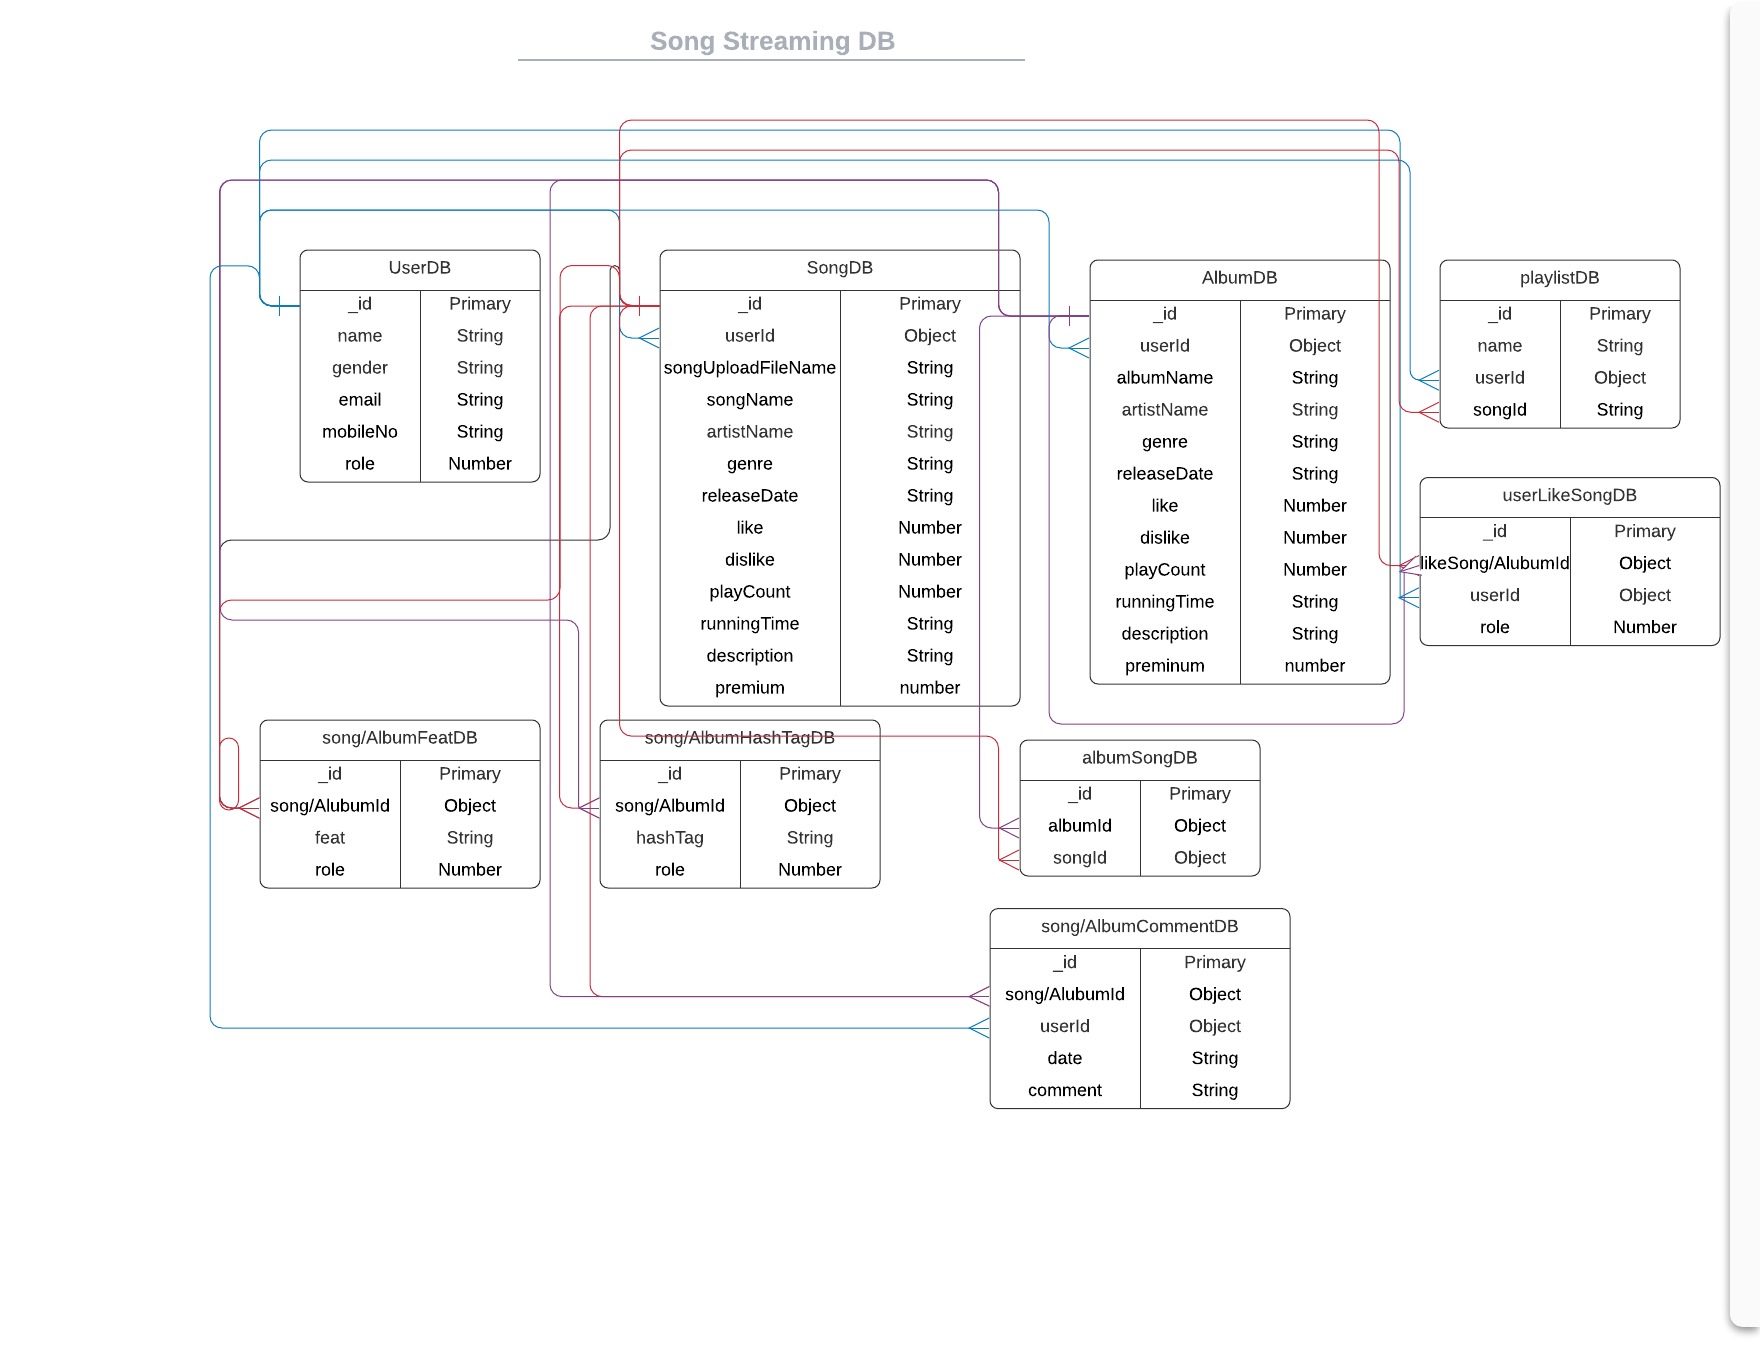 Song Streaming DB
UserDB
_id Primary
name String
gender String
email String
mobileNo String
role Number
SongDB
_id Primary
userId Object
songUploadFileName String
songName String
artistName String
genre String
releaseDate String
like Number
dislike Number
playCount Number
runningTime String
description String
premium number
AlbumDB
_id Primary
userId Object
albumName String
artistName String
genre String
releaseDate String
like Number
dislike Number
playCount Number
runningTime String
description String
preminum number
playlistDB
_id Primary
name String
userId Object
songId String
userLikeSongDB
_id Primary
likeSong/AlubumId Object
userId Object
role Number
song/AlbumFeatDB
_id Primary
song/AlubumId Object
feat String
role Number
song/AlbumHashTagDB
_id Primary
song/AlbumId Object
hashTag String
role Number
albumSongDB
_id Primary
albumId Object
songId Object
song/AlbumCommentDB
_id Primary
song/AlubumId Object
userId Object
date String
comment String